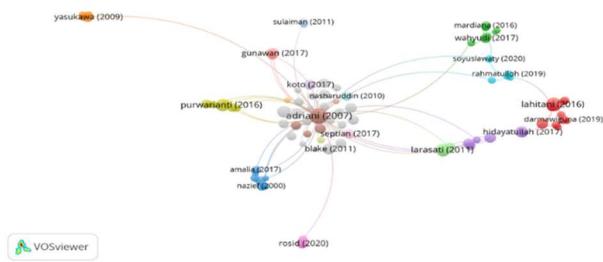 yasukawa (2009)
sulaiman (2011)
mardiana (2016)
wahyudi (2017)
gunawan (2017)
soyuslawaty (2020)
rahmatulloh (2019)
koto (2017)
nasharuddin (2010)
purwarianti (2016)
lahitani (2016)
adriani (2007)
darmawiguna (2019)
septian (2017)
hidayatullah (2017)
blake (2011)
larasati (2011)
amalia (2017)
nazief (2000)
rosid (2020)
VOSviewer